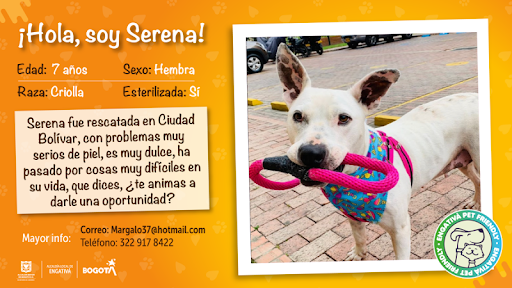 ¡Hola, soy Serena!
Edad: 7 años Sexo: Hembra
Raza: Criolla Esterilizada: Sí
Serena fue rescatada en Ciudad
Bolívar, con problemas muy
serios de piel, es muy dulce, ha
pasado por cosas muy difíciles en
su vida, que dices, ¿te animas a
darle una oportunidad?
Mayor info: Correo: Margalo37@hotmail.com
Teléfono: 322 917 8422
ENGATIVÁ BOGOTÁ
ENGATIVÁ PET FRIENDLY · ENGATIVÁ PET FRIENDLY ·